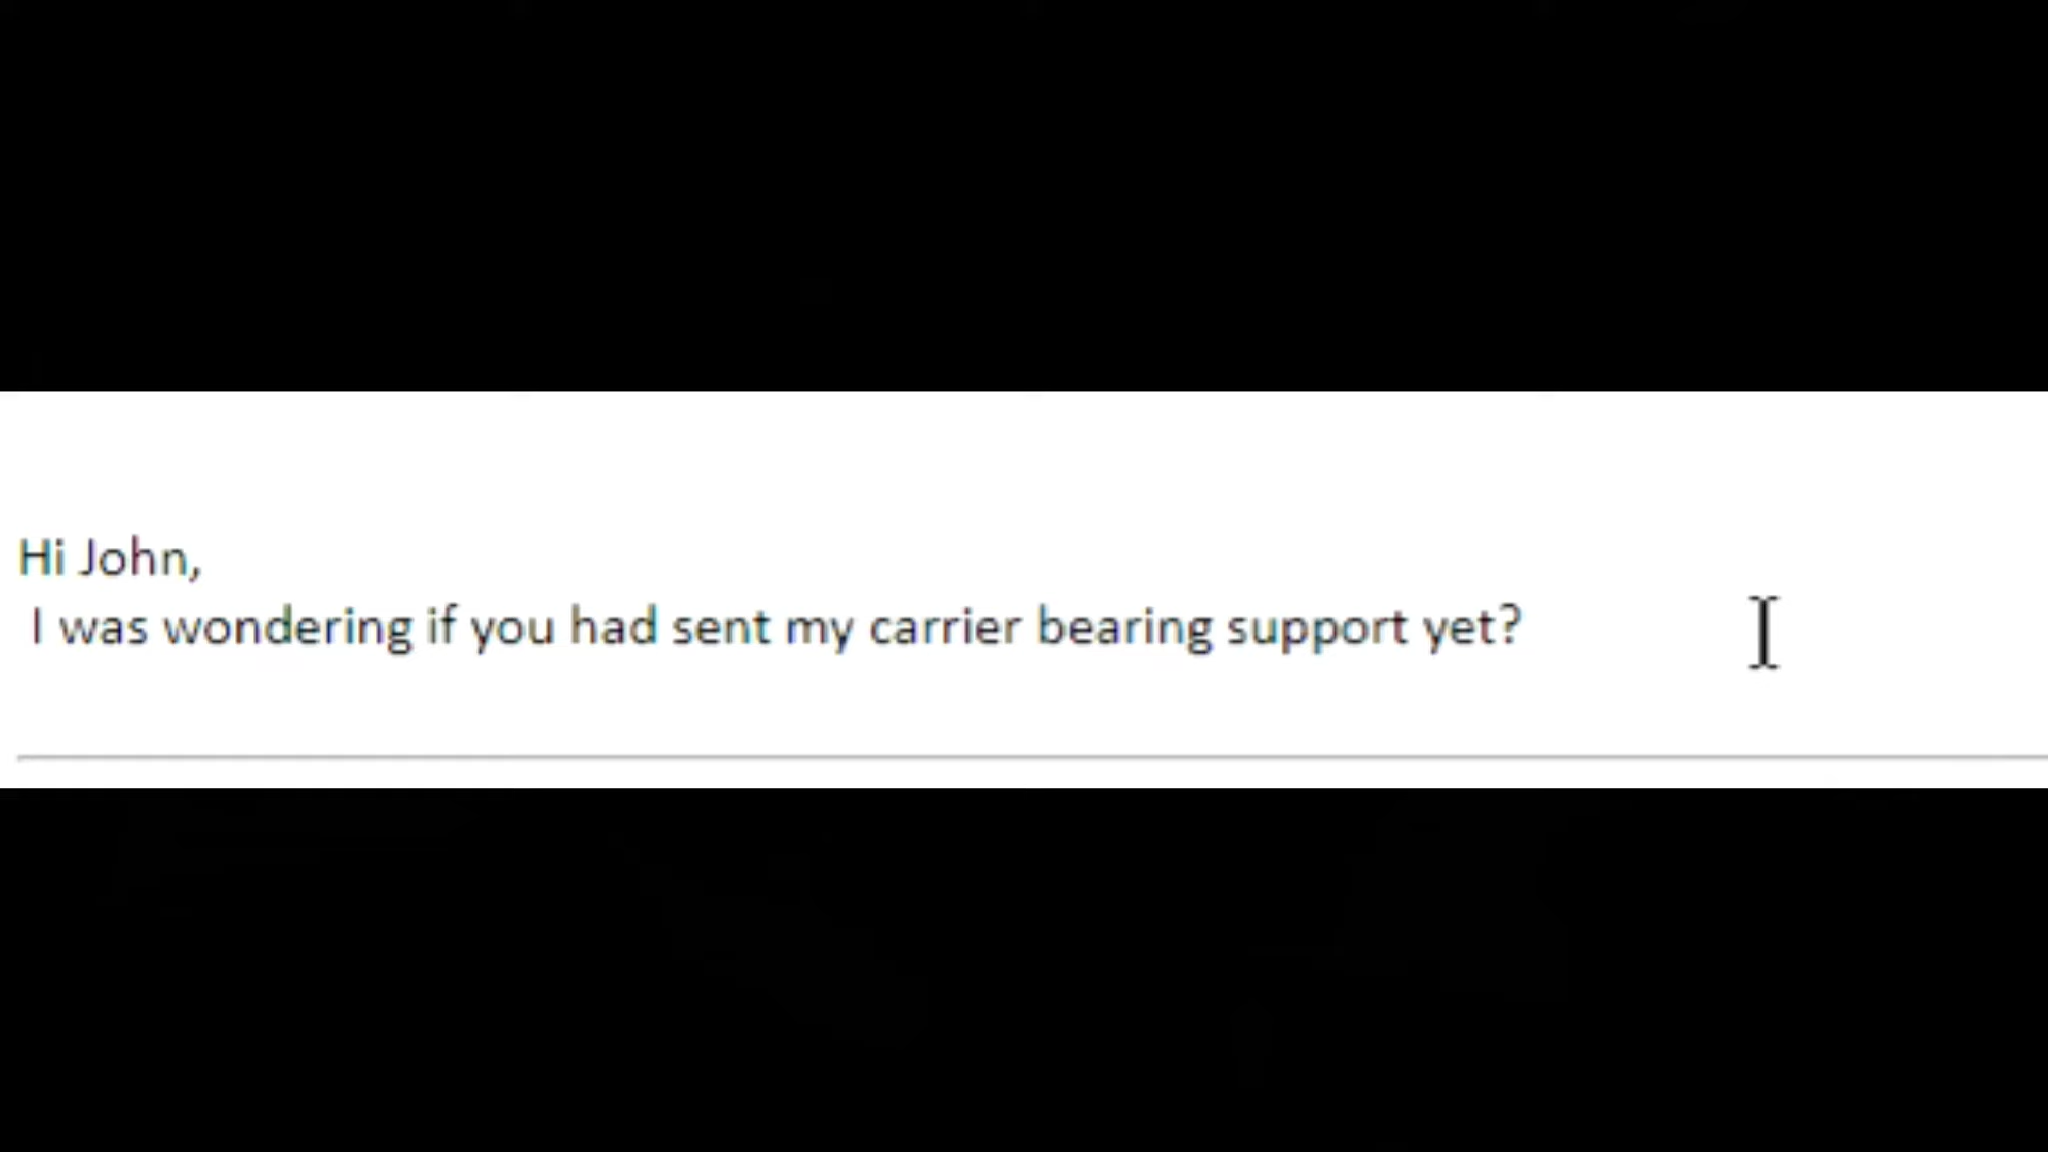 Hi John,
I was wondering if you had sent my carrier bearing support yet?